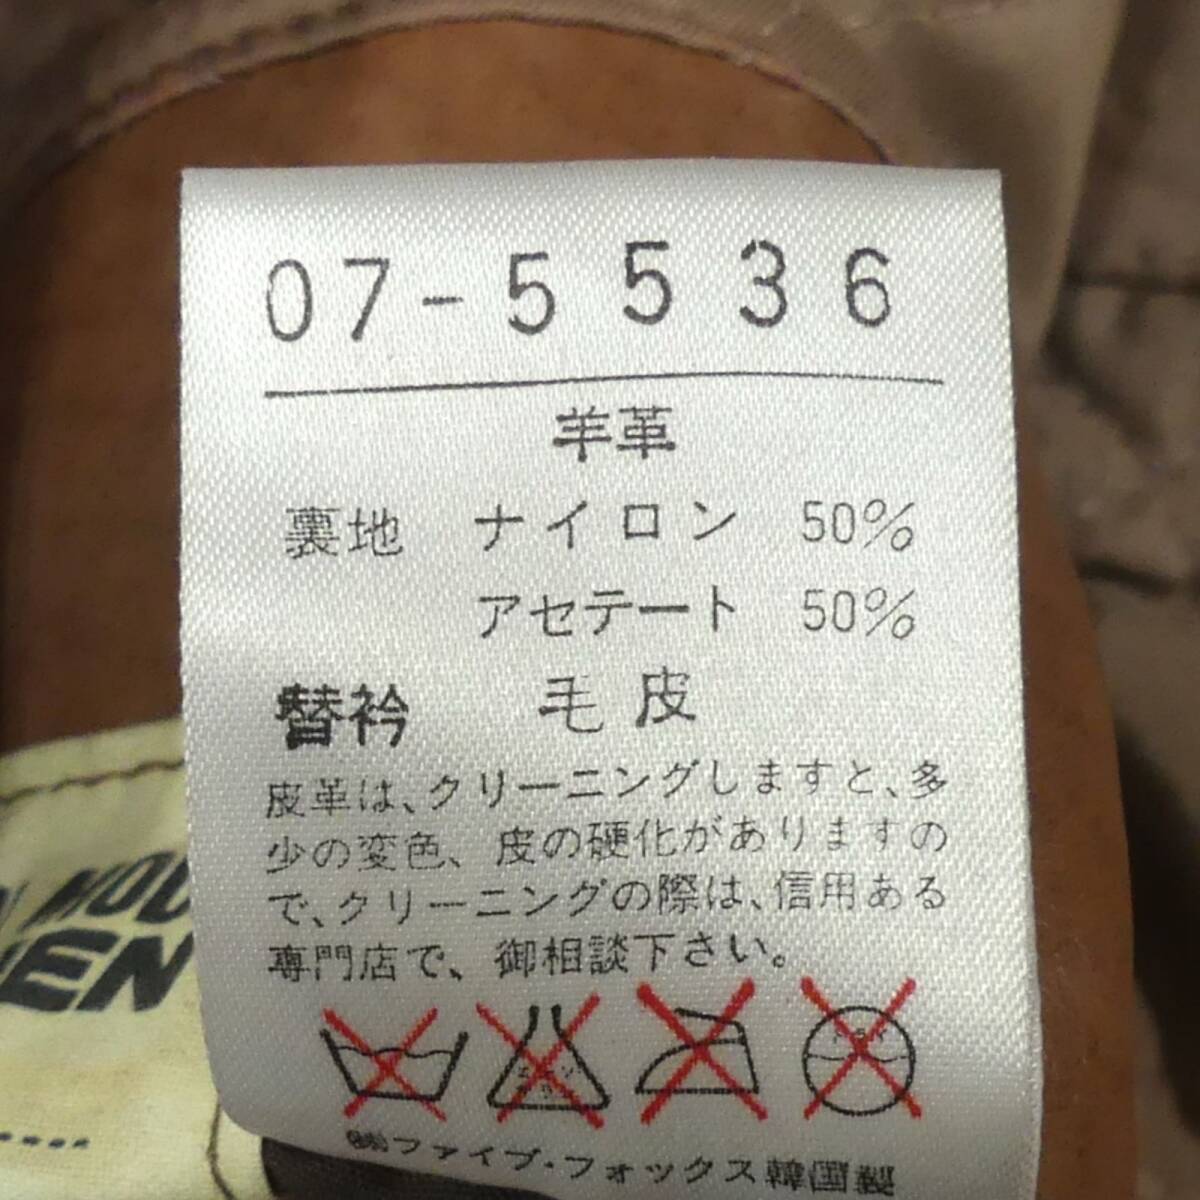 07-5536
羊革
裏地 ナイロン 50%
アセテート 50%
替衿 毛皮
皮革は、クリーニングしますと、多
少の変色、皮の硬化がありますの
で、クリーニングの際は、信用ある
専門店で、御相談下さい。
㈱ファイブ・フォックス韓国製
MOD
EN